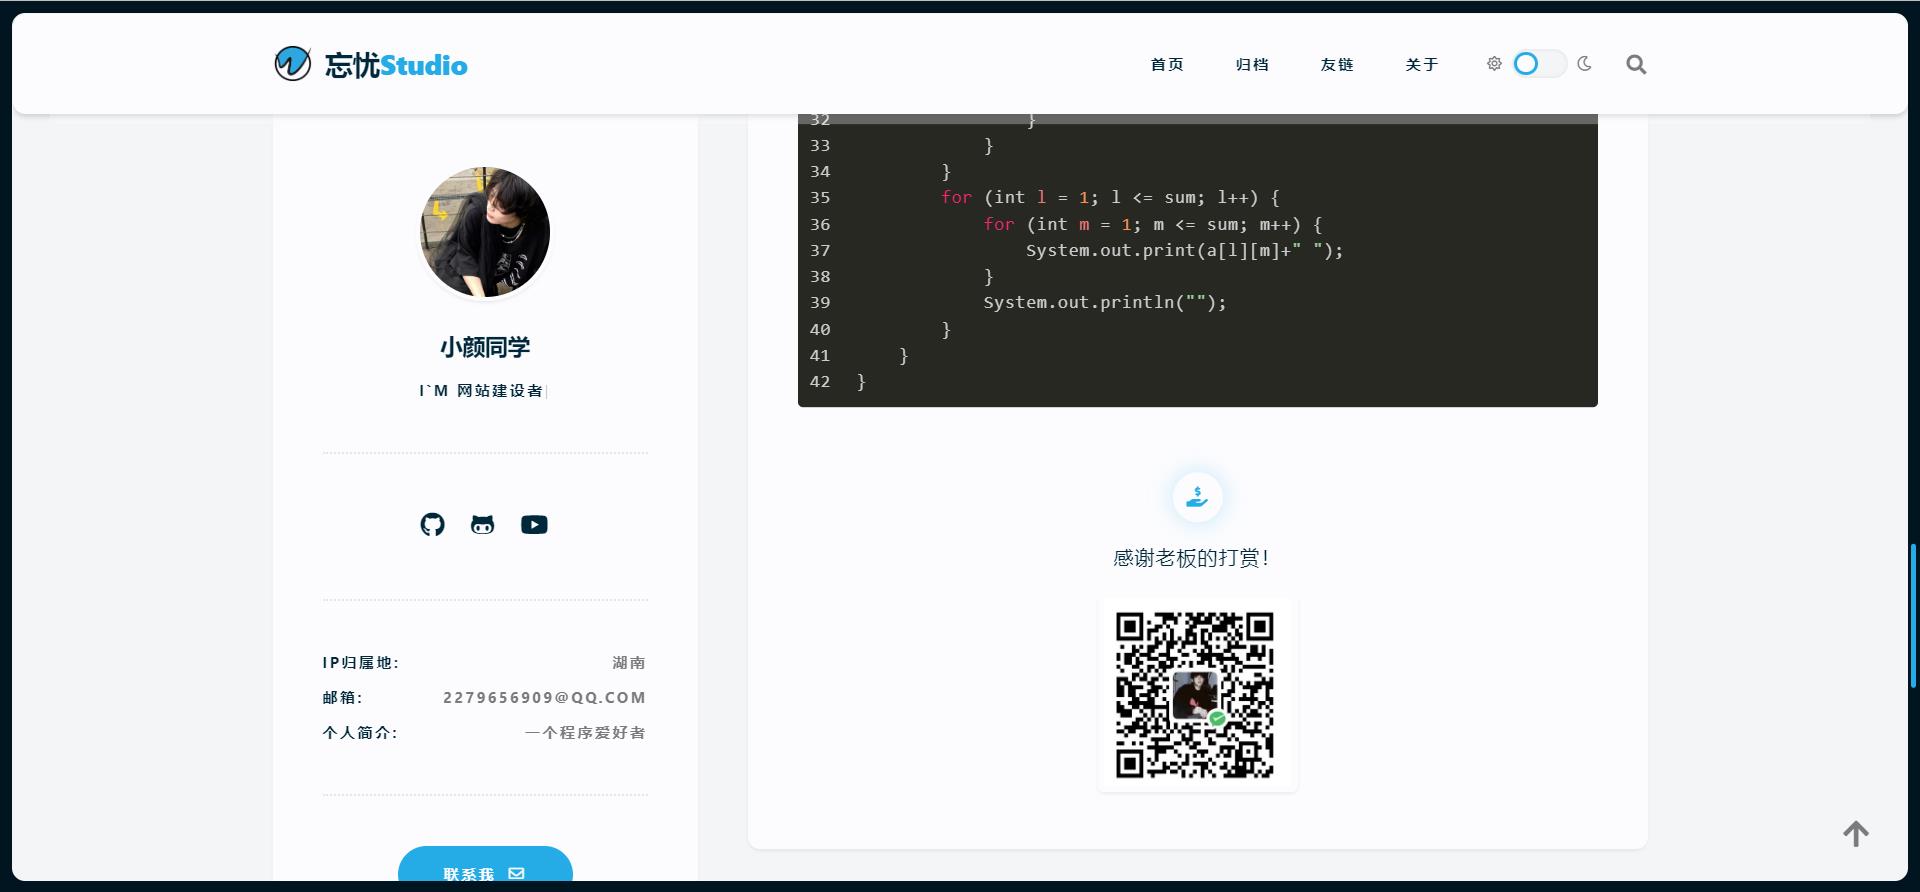 忘忧Studio
首页 归档 友链 关于
小颜同学
I`M 网站建设者
IP归属地: 湖南
邮箱: 2279656909@QQ.COM
个人简介: 一个程序爱好者
联系我
32 }
33 }
34 }
35 for (int l = 1; l <= sum; l++) {
36 for (int m = 1; m <= sum; m++) {
37 System.out.print(a[l][m]+" ");
38 }
39 System.out.println("");
40 }
41 }
42 }
感谢老板的打赏!